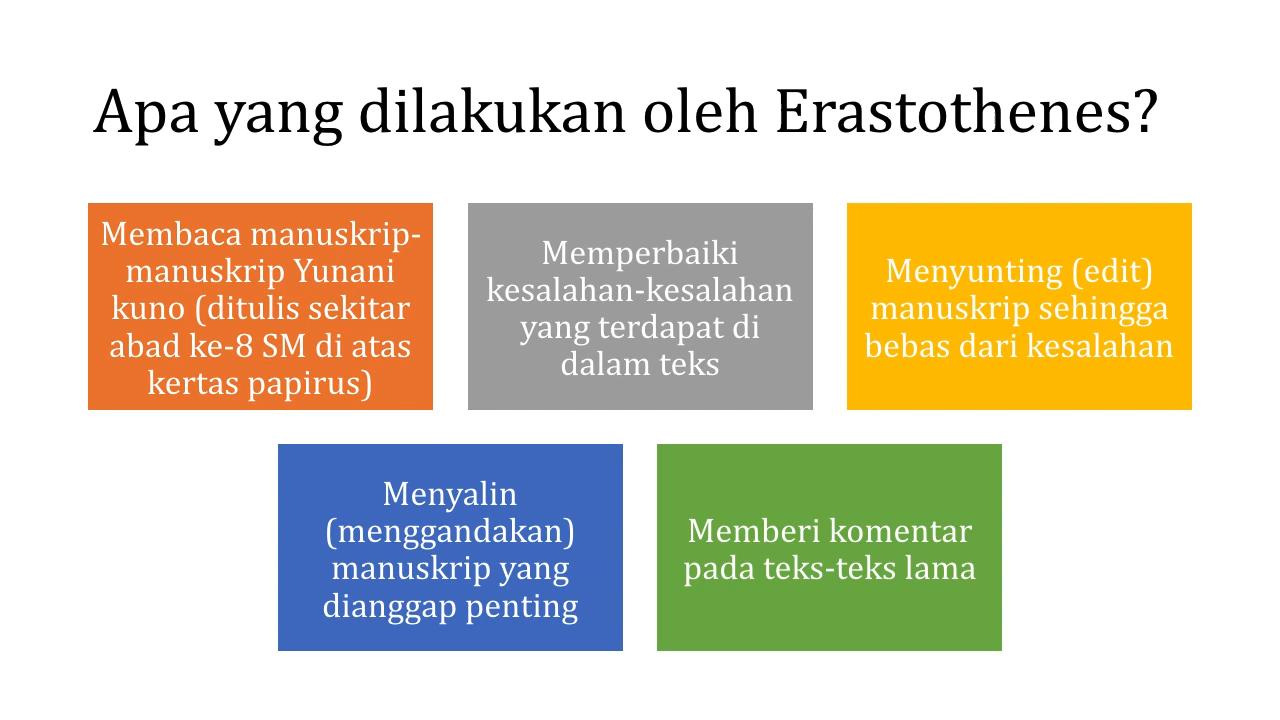 Apa yang dilakukan oleh Erastothenes?
Membaca manuskrip-
manuskrip Yunani
kuno (ditulis sekitar
abad ke-8 SM di atas
kertas papirus)
Memperbaiki
kesalahan-kesalahan
yang terdapat di
dalam teks
Menyunting (edit)
manuskrip sehingga
bebas dari kesalahan
Menyalin
(menggandakan)
manuskrip yang
dianggap penting
Memberi komentar
pada teks-teks lama